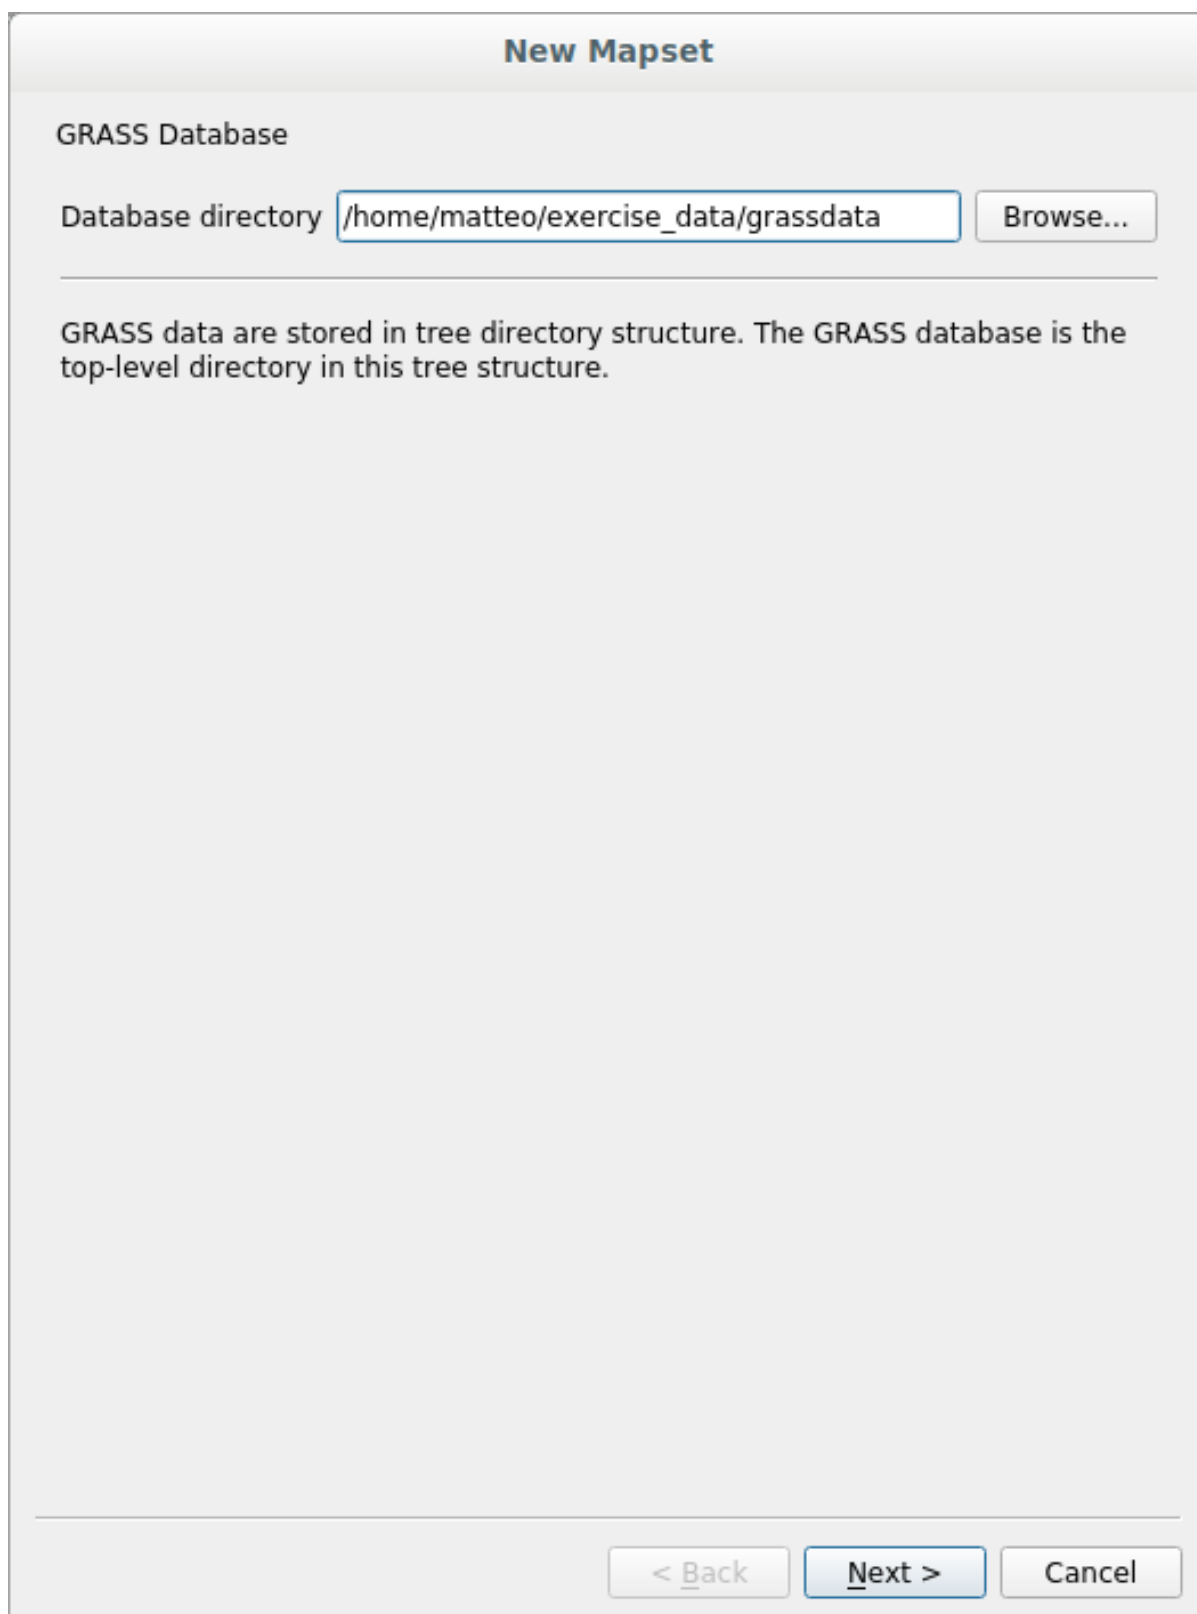 New Mapset
GRASS Database
Database directory /home/matteo/exercise_data/grassdata Browse...
GRASS data are stored in tree directory structure. The GRASS database is the
top-level directory in this tree structure.
< Back Next > Cancel